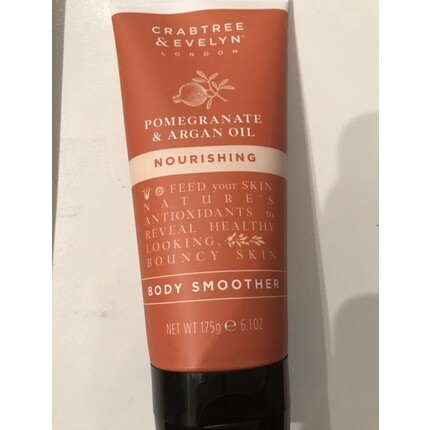 CRABTREE
& EVELYN®
LONDON
POMEGRANATE
& ARGAN OIL
NOURISHING
FEED your SKIN
NATURE'S
ANTIOXIDANTS to
REVEAL HEALTHY
LOOKING,
BOUNCY SKIN
BODY SMOOTHER
NET WT 175g e 6.1OZ